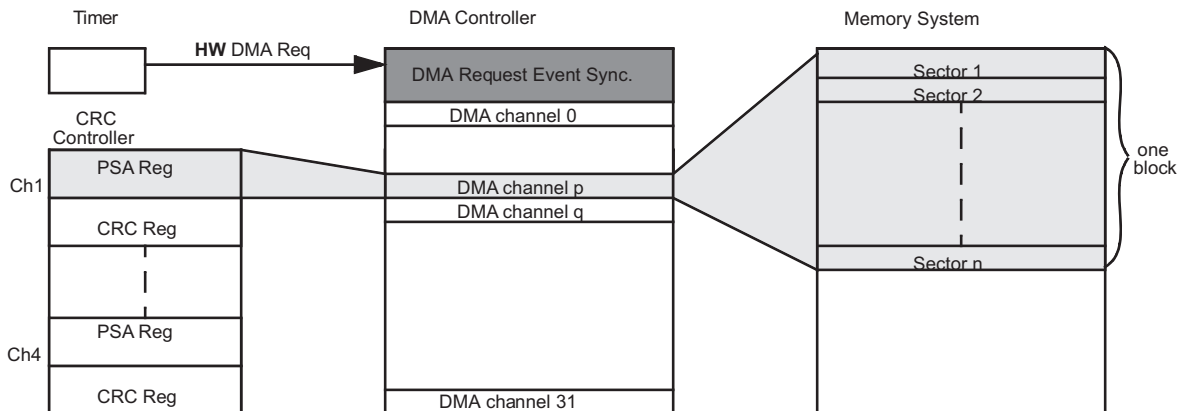 Timer
DMA Controller
Memory System
HW DMA Req
DMA Request Event Sync.
Sector 1
Sector 2
DMA channel 0
CRC
Controller
PSA Reg
Ch1
DMA channel p
one
block
CRC Reg
DMA channel q
Sector n
PSA Reg
Ch4
CRC Reg
DMA channel 31